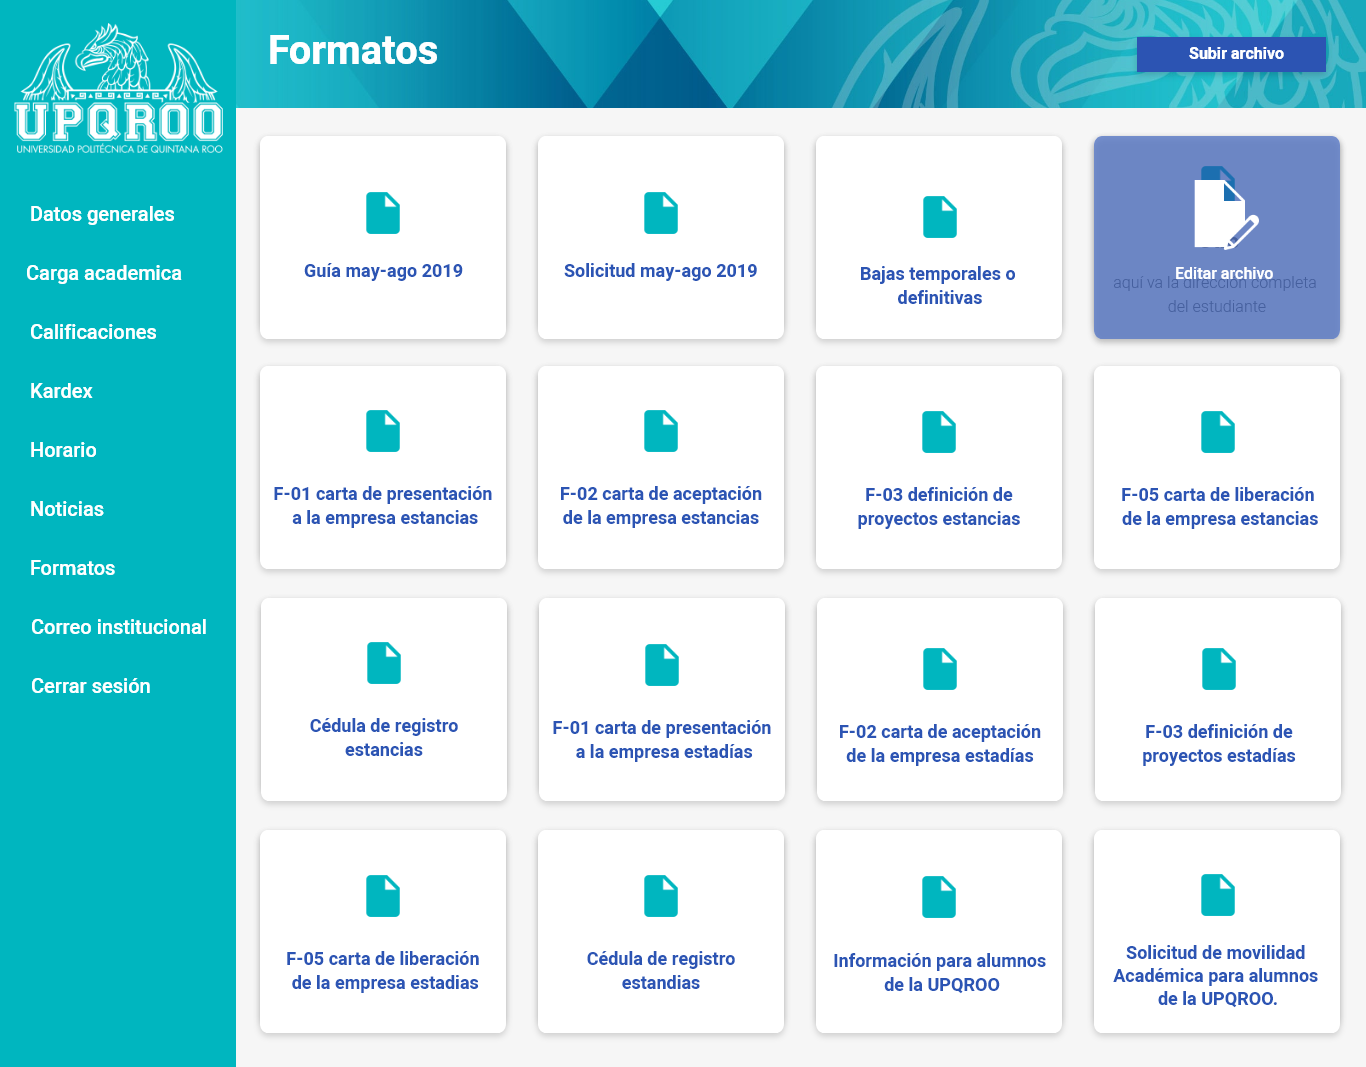 UPQROO
UNIVERSIDAD POLITÉCNICA DE QUINTANA ROO
Datos generales
Carga academica
Calificaciones
Kardex
Horario
Noticias
Formatos
Correo institucional
Cerrar sesión
Formatos
Subir archivo
Guía may-ago 2019
Solicitud may-ago 2019
Bajas temporales o
definitivas
Editar archivo
aquí va la dirección completa
del estudiante
F-01 carta de presentación
a la empresa estancias
F-02 carta de aceptación
de la empresa estancias
F-03 definición de
proyectos estancias
F-05 carta de liberación
de la empresa estancias
Cédula de registro
estancias
F-01 carta de presentación
a la empresa estadías
F-02 carta de aceptación
de la empresa estadías
F-03 definición de
proyectos estadías
F-05 carta de liberación
de la empresa estadias
Cédula de registro
estandias
Información para alumnos
de la UPQROO
Solicitud de movilidad
Académica para alumnos
de la UPQROO.